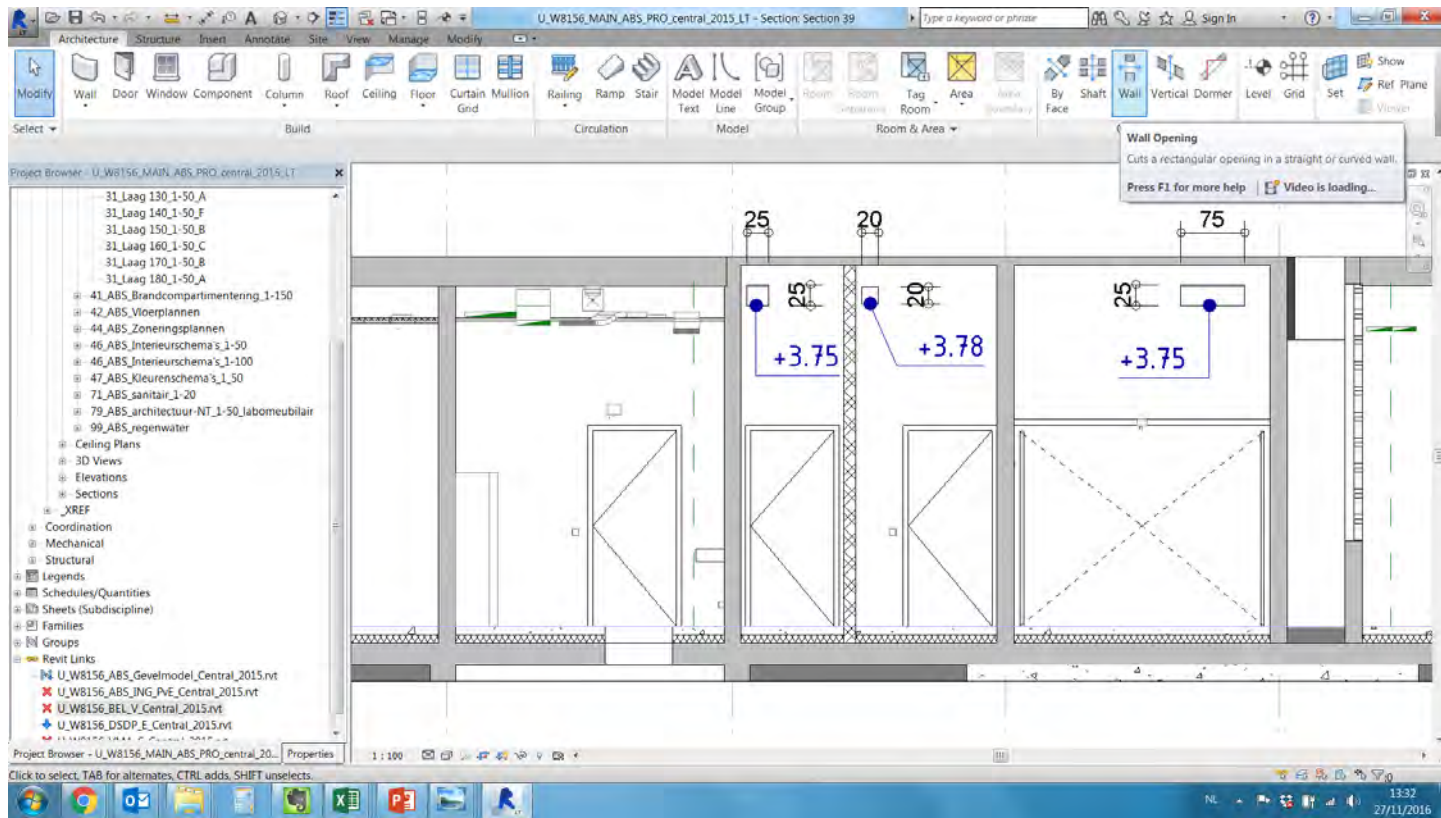 U_W8156_MAIN_ABS_PRO_central_2015_LT - Section: Section 39
Type a keyword or phrase
Sign In
Architecture Structure Insert Annotate Site View Manage Modify
Modify Wall Door Window Component Column Roof Ceiling Floor Curtain Grid Mullion Railing Ramp Stair Model Text Model Line Model Group Room Tag Room Area By Face Shaft Wall Vertical Dormer Level Grid Set Show
Ref Plane
Viewer
Select Build Circulation Model Room & Area
Wall Opening
Cuts a rectangular opening in a straight or curved wall.
Press F1 for more help Video is loading...
Project Browser - U_W8156_MAIN_ABS_PRO_central_2015_LT
31_Laag 130_1-50_A
31_Laag 140_1-50_F
31_Laag 150_1-50_B
31_Laag 160_1-50_C
31_Laag 170_1-50_B
31_Laag 180_1-50_A
41_ABS_Brandcompartimentering_1-150
42_ABS_Vloerplannen
44_ABS_Zoneringsplannen
46_ABS_Interieurschema's_1-50
46_ABS_Interieurschema's_1-100
47_ABS_Kleurenschema's_1_50
71_ABS_sanitair_1-20
79_ABS_architectuur-NT_1-50_labomeubilair
99_ABS_regenwater
Ceiling Plans
3D Views
Elevations
Sections
_XREF
Coordination
Mechanical
Structural
Legends
Schedules/Quantities
Sheets (Subdiscipline)
Families
Groups
Revit Links
U_W8156_ABS_Gevelmodel_Central_2015.rvt
U_W8156_ABS_ING_PvE_Central_2015.rvt
U_W8156_BEL_V_Central_2015.rvt
U_W8156_DSDP_E_Central_2015.rvt
25 20 75
25 20 25
+3.75 +3.78 +3.75
Project Browser - U_W8156_MAIN_ABS_PRO_central_20... Properties
1 : 100
Click to select, TAB for alternates, CTRL adds, SHIFT unselects.
:0
NL
13:32
27/11/2016